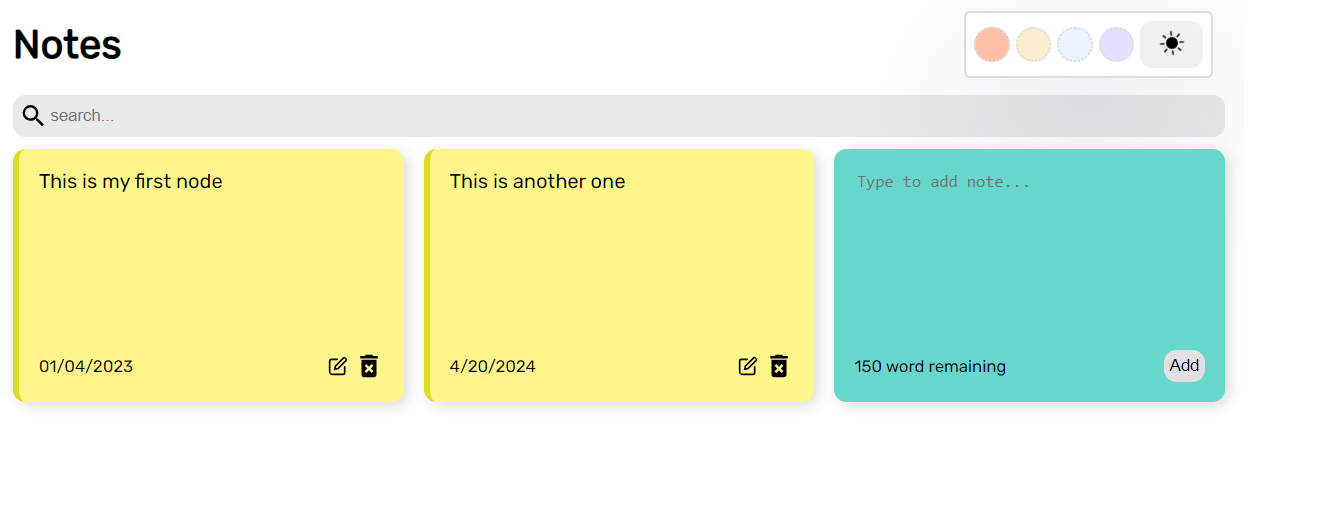 Notes
search...
This is my first node
This is another one
Type to add note...
01/04/2023
4/20/2024
150 word remaining
Add